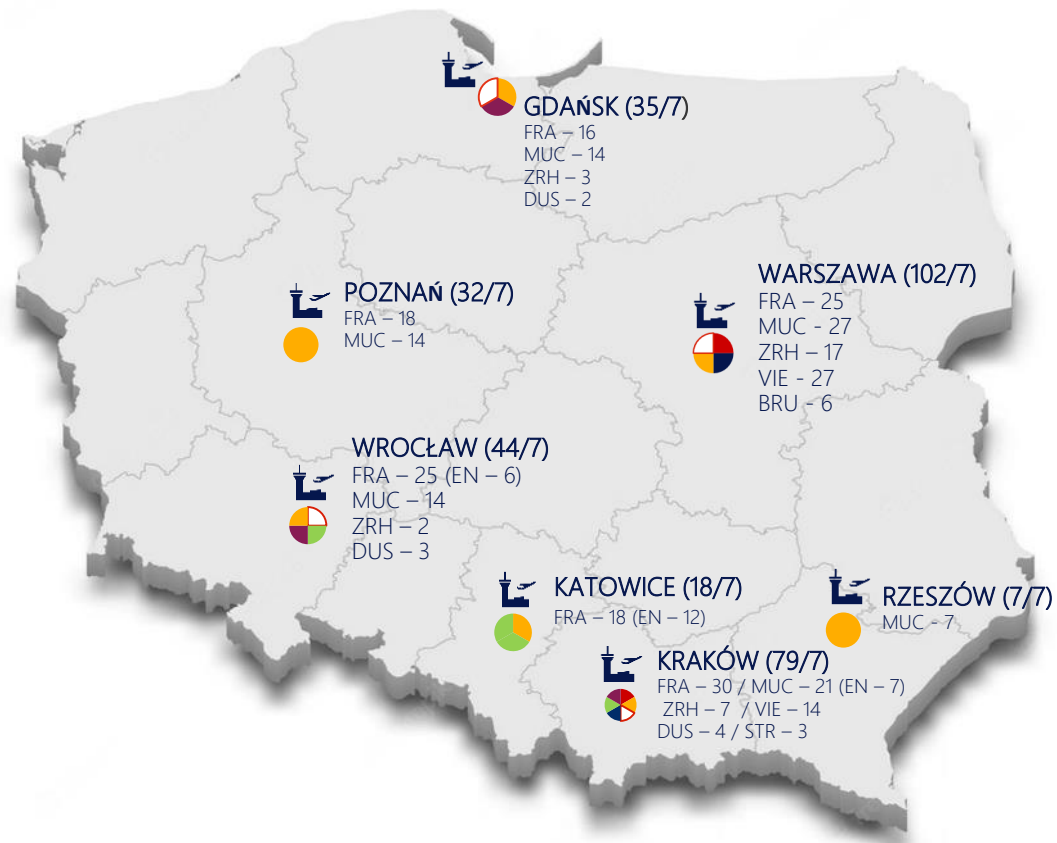 GDAŃSK (35/7)
FRA – 16
MUC – 14
ZRH – 3
DUS – 2
WARSZAWA (102/7)
FRA – 25
MUC - 27
ZRH – 17
VIE - 27
BRU - 6
POZNAŃ (32/7)
FRA – 18
MUC – 14
WROCŁAW (44/7)
FRA – 25 (EN – 6)
MUC – 14
ZRH – 2
DUS – 3
KATOWICE (18/7)
FRA – 18 (EN – 12)
RZESZÓW (7/7)
MUC - 7
KRAKÓW (79/7)
FRA – 30 / MUC – 21 (EN – 7)
ZRH – 7 / VIE – 14
DUS – 4 / STR – 3